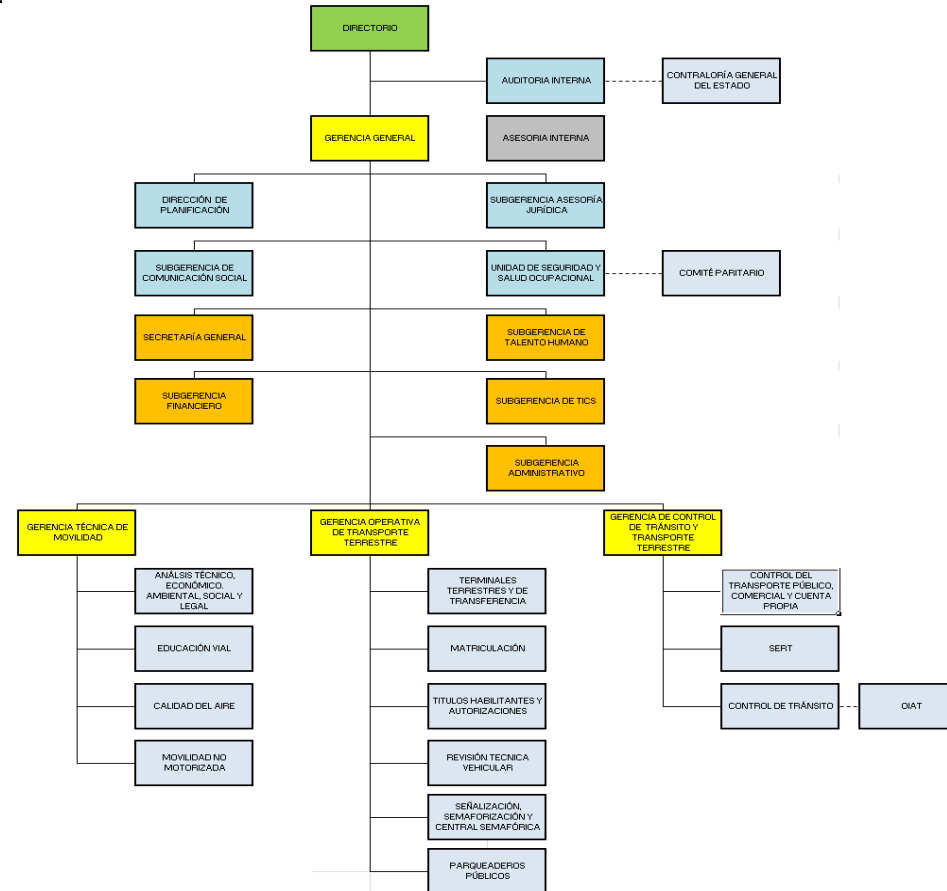 DIRECTORIO
AUDITORIA INTERNA
CONTRALORÍA GENERAL
DEL ESTADO
GERENCIA GENERAL
ASESORIA INTERNA
DIRECCIÓN DE
PLANIFICACIÓN
SUBGERENCIA ASESORÍA
JURÍDICA
SUBGERENCIA DE
COMUNICACIÓN SOCIAL
UNIDAD DE SEGURIDAD Y
SALUD OCUPACIONAL
COMITÉ PARITARIO
SECRETARÍA GENERAL
SUBGERENCIA DE
TALENTO HUMANO
SUBGERENCIA
FINANCIERO
SUBGERENCIA DE TICS
SUBGERENCIA
ADMINISTRATIVO
GERENCIA TÉCNICA DE
MOVILIDAD
GERENCIA OPERATIVA
DE TRANSPORTE
TERRESTRE
GERENCIA DE CONTROL
DE TRÁNSITO Y
TRANSPORTE
TERRESTRE
ANÁLSIS TÉCNICO,
ECONÓMICO.
AMBIENTAL, SOCIAL Y
LEGAL
TERMINALES
TERRESTRES Y DE
TRANSFERENCIA
CONTROL DEL
TRANSPORTE PÚBLICO,
COMERCIAL Y CUENTA
PROPIA
EDUCACIÓN VIAL
MATRICULACIÓN
SERT
CALIDAD DEL AIRE
TITULOS HABILITANTES Y
AUTORIZACIONES
CONTROL DE TRÁNSITO
OIAT
MOVILIDAD NO
MOTORIZADA
REVISIÓN TECNICA
VEHICULAR
SEÑALIZACIÓN,
SEMAFORIZACIÓN Y
CENTRAL SEMAFÓRICA
PARQUEADEROS
PÚBLICOS